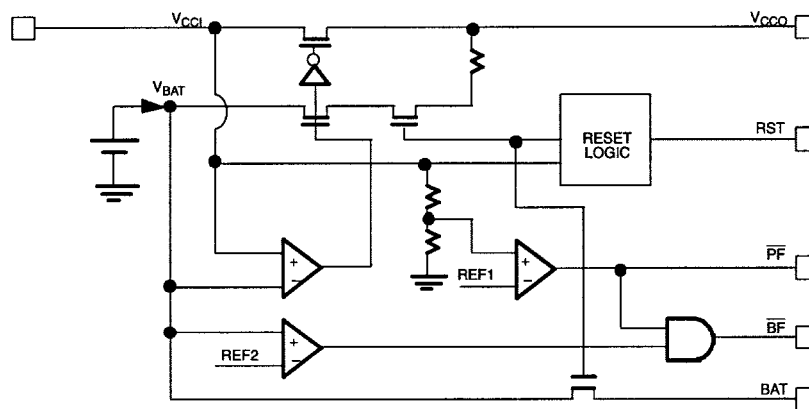 VCCI
VCCO
VBAT
RESET
LOGIC
RST
+
−
+
−
REF1
PF
+
−
REF2
BF
BAT